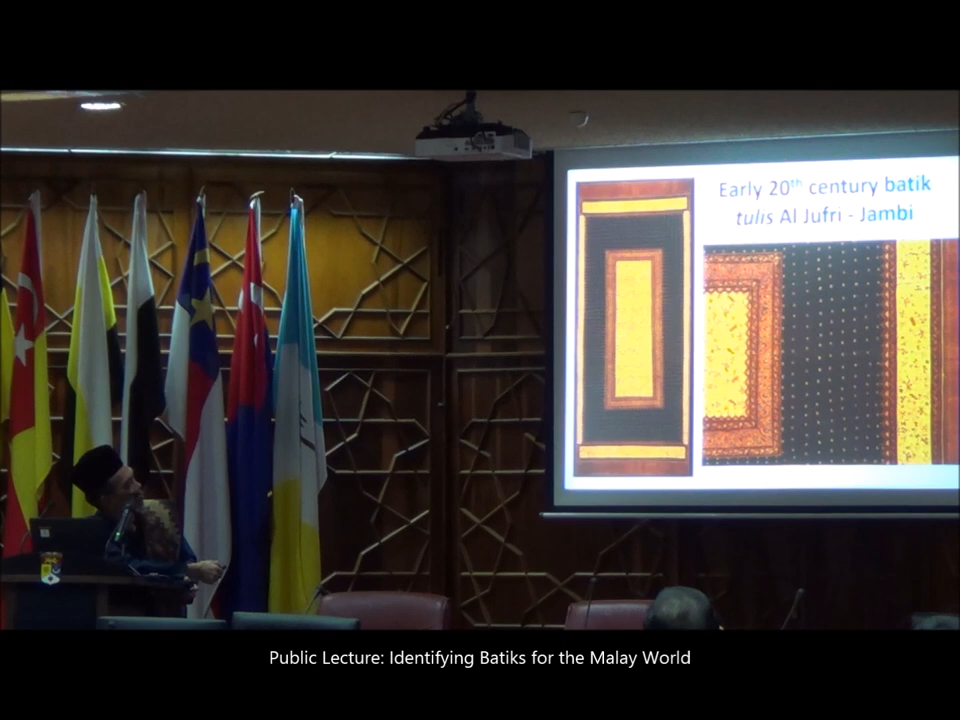 Early 20th century batik
tulis Al Jufri - Jambi
Public Lecture: Identifying Batiks for the Malay World